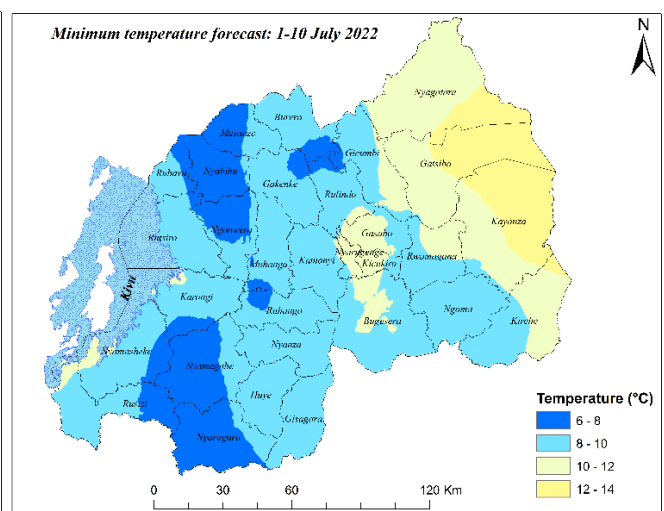 Minimum temperature forecast: 1-10 July 2022
N
Nyagatare
Burero
Musanze
Gicumbi
Gatsibo
Rubavu
Nyabihu
Gakenke
Rulindo
Kayonza
Ngororero
Gasabo
Rutsiro
Nyarugenge
Muhanga
Kamonyi
Kicukiro
Rwamagana
Kivu
Karongi
Ruhango
Ngoma
Bugesera
Kirehe
Nyamasheke
Nyanza
Nyamagabe
Rusizi
Huye
Gisagara
Nyaruguru
Temperature (°C)
6 - 8
8 - 10
10 - 12
12 - 14
0 30 60 120 Km